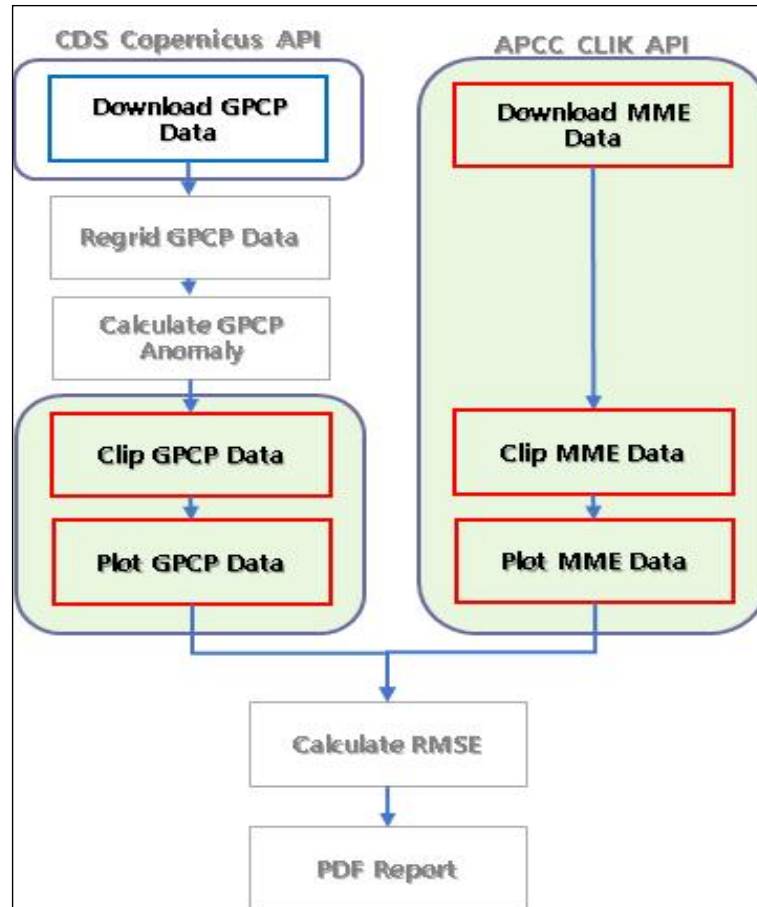 CDS Copernicus API
Download GPCP
Data
Regrid GPCP Data
Calculate GPCP
Anomaly
Clip GPCP Data
Plot GPCP Data
APCC CLIK API
Download MME
Data
Clip MME Data
Plot MME Data
Calculate RMSE
PDF Report